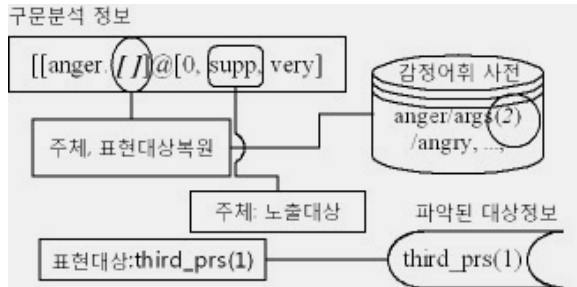 구문분석 정보
[[anger. [ ]]@[0, supp, very]
감정어휘 사전
anger/args(2)
/angry, ...,
주체, 표현대상복원
주체: 노출대상
파악된 대상정보
표현대상:third_prs(1)
third_prs(1)